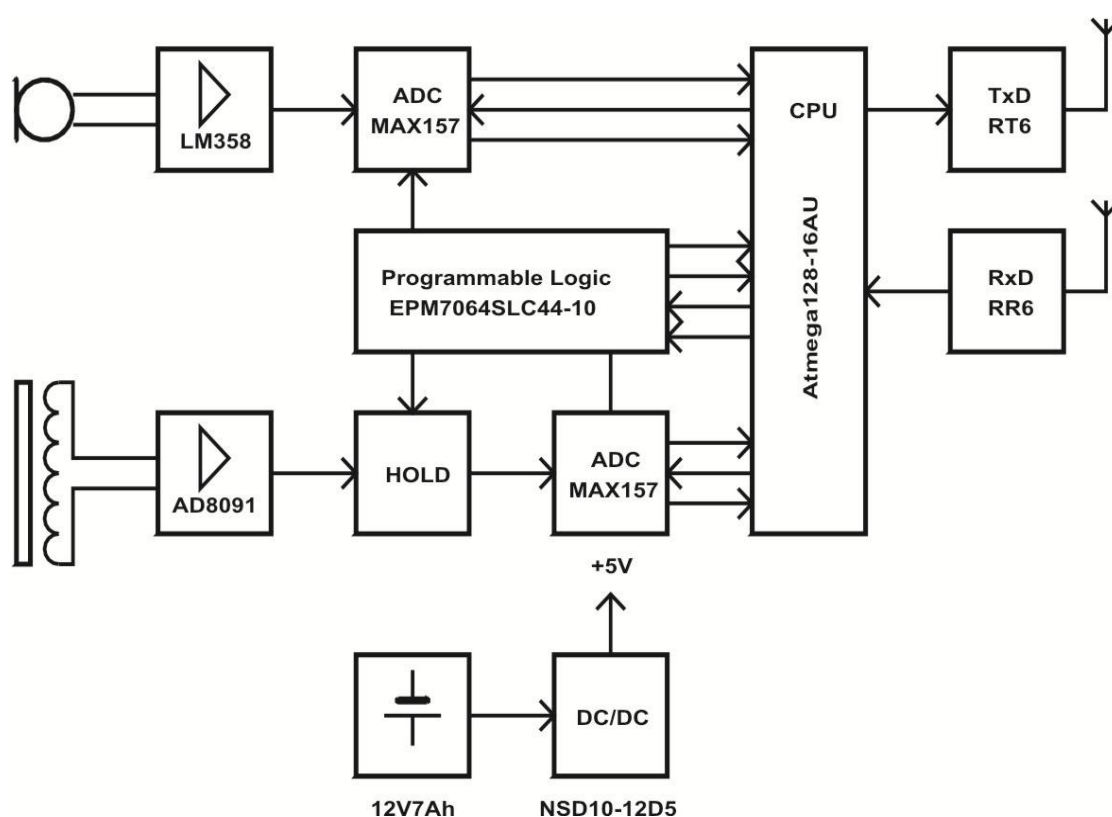 LM358
ADC
MAX157
CPU
Atmega128-16AU
TxD
RT6
Programmable Logic
EPM7064SLC44-10
RxD
RR6
AD8091
HOLD
ADC
MAX157
+5V
DC/DC
12V7Ah
NSD10-12D5